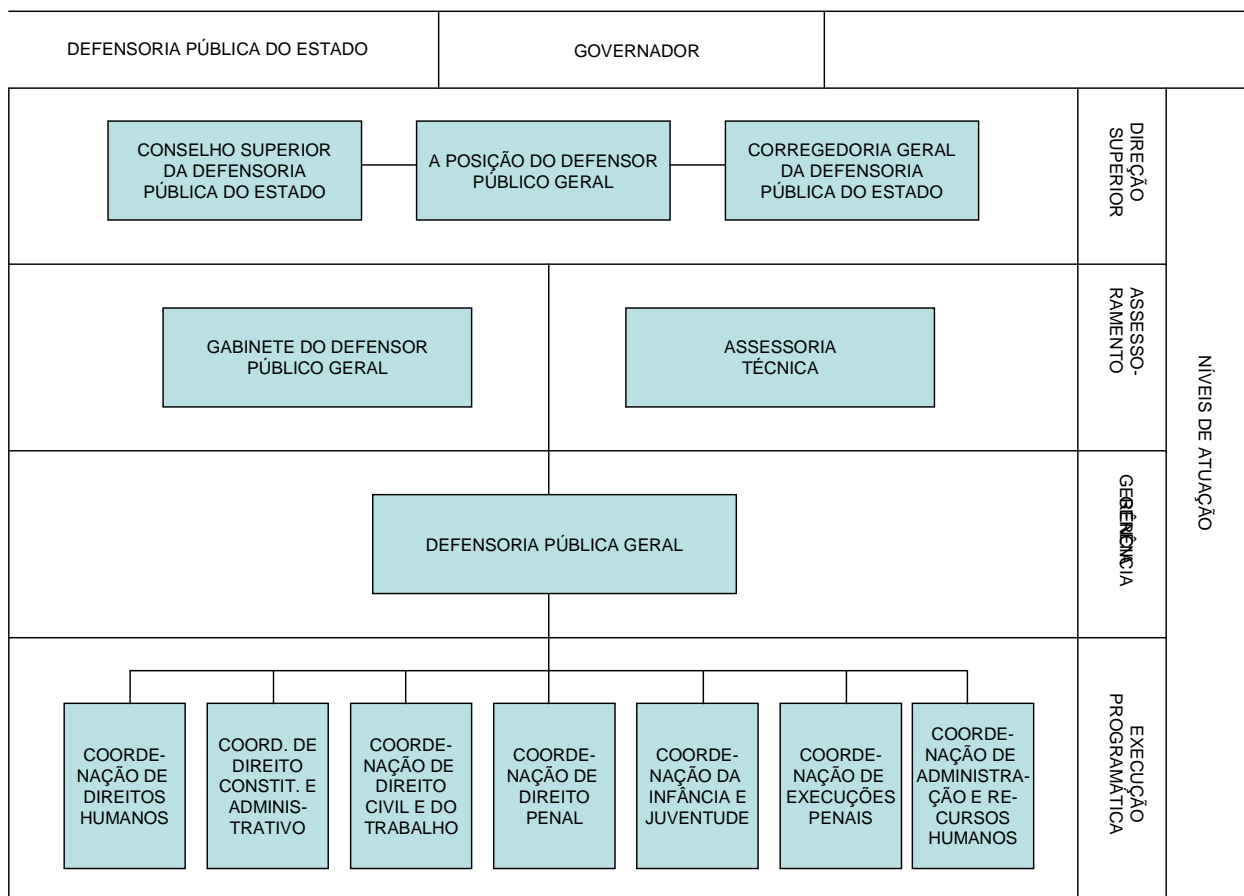 DEFENSORIA PÚBLICA DO ESTADO
GOVERNADOR
CONSELHO SUPERIOR
DA DEFENSORIA
PÚBLICA DO ESTADO
A POSIÇÃO DO DEFENSOR
PÚBLICO GERAL
CORREGEDORIA GERAL
DA DEFENSORIA
PÚBLICA DO ESTADO
DIREÇÃO
SUPERIOR
GABINETE DO DEFENSOR
PÚBLICO GERAL
ASSESSORIA
TÉCNICA
ASSESSO-
RAMENTO
NÍVEIS DE ATUAÇÃO
DEFENSORIA PÚBLICA GERAL
COORDE-
NAÇÃO DE
DIREITOS
HUMANOS
COORD. DE
DIREITO
CONSTIT. E
ADMINIS-
TRATIVO
COORDE-
NAÇÃO DE
DIREITO
CIVIL E DO
TRABALHO
COORDE-
NAÇÃO DE
DIREITO
PENAL
COORDE-
NAÇÃO DA
INFÂNCIA E
JUVENTUDE
COORDE-
NAÇÃO DE
EXECUÇÕES
PENAIS
COORDE-
NAÇÃO DE
ADMINISTRA-
ÇÃO E RE-
CURSOS
HUMANOS
EXECUÇÃO
PROGRAMÁTICA